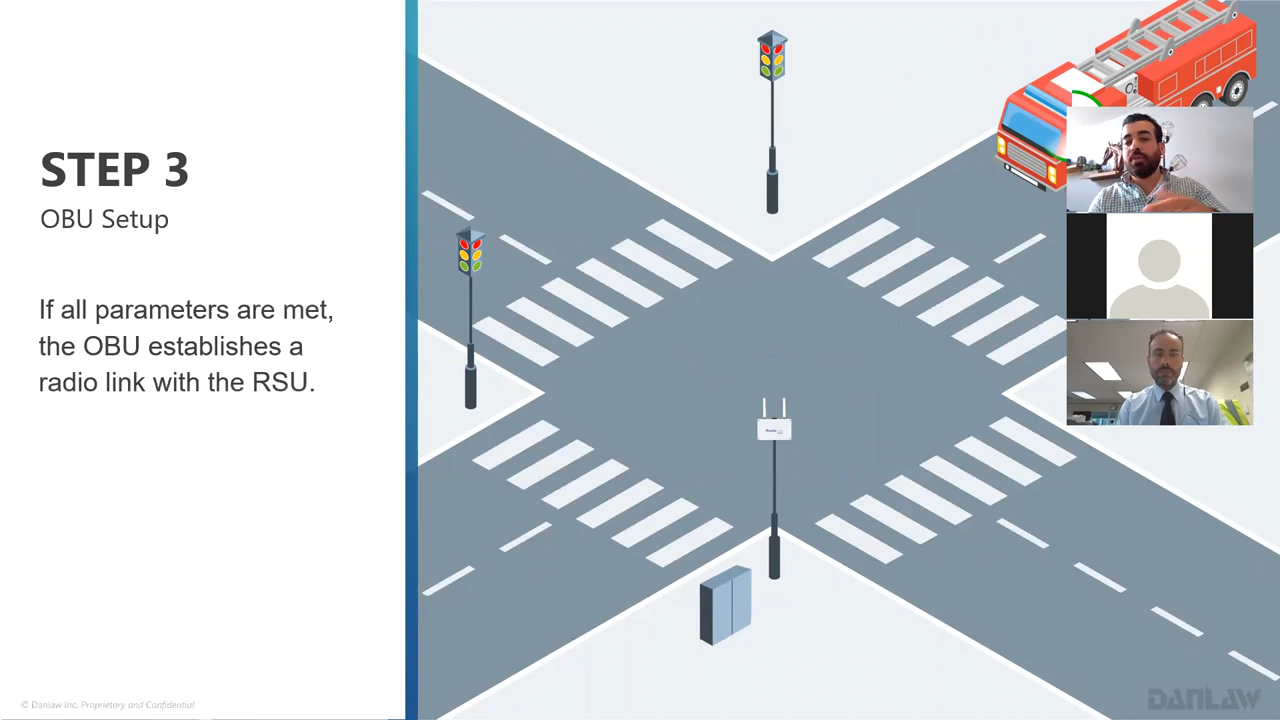 STEP 3
OBU Setup
If all parameters are met,
the OBU establishes a
radio link with the RSU.
© Danlaw Inc. Proprietary and Confidential
DANLAW